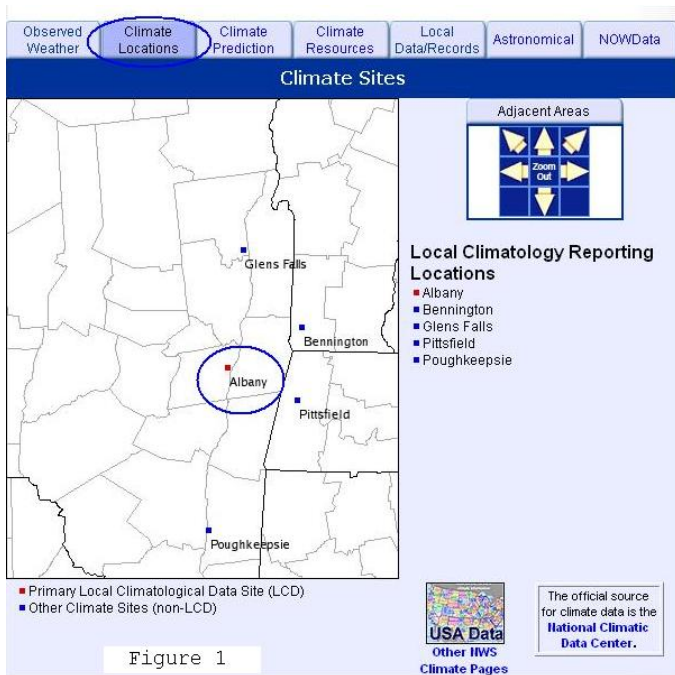 Observed Weather
Climate Locations
Climate Prediction
Climate Resources
Local Data/Records
Astronomical
NOWData
Climate Sites
Glens Falls
Bennington
Albany
Pittsfield
Poughkeepsie
Adjacent Areas
Zoom
Out
Local Climatology Reporting
Locations
Albany
Bennington
Glens Falls
Pittsfield
Poughkeepsie
Primary Local Climatological Data Site (LCD)
Other Climate Sites (non-LCD)
Figure 1
USA Data
Other NWS
Climate Pages
The official source
for climate data is the
National Climatic
Data Center.